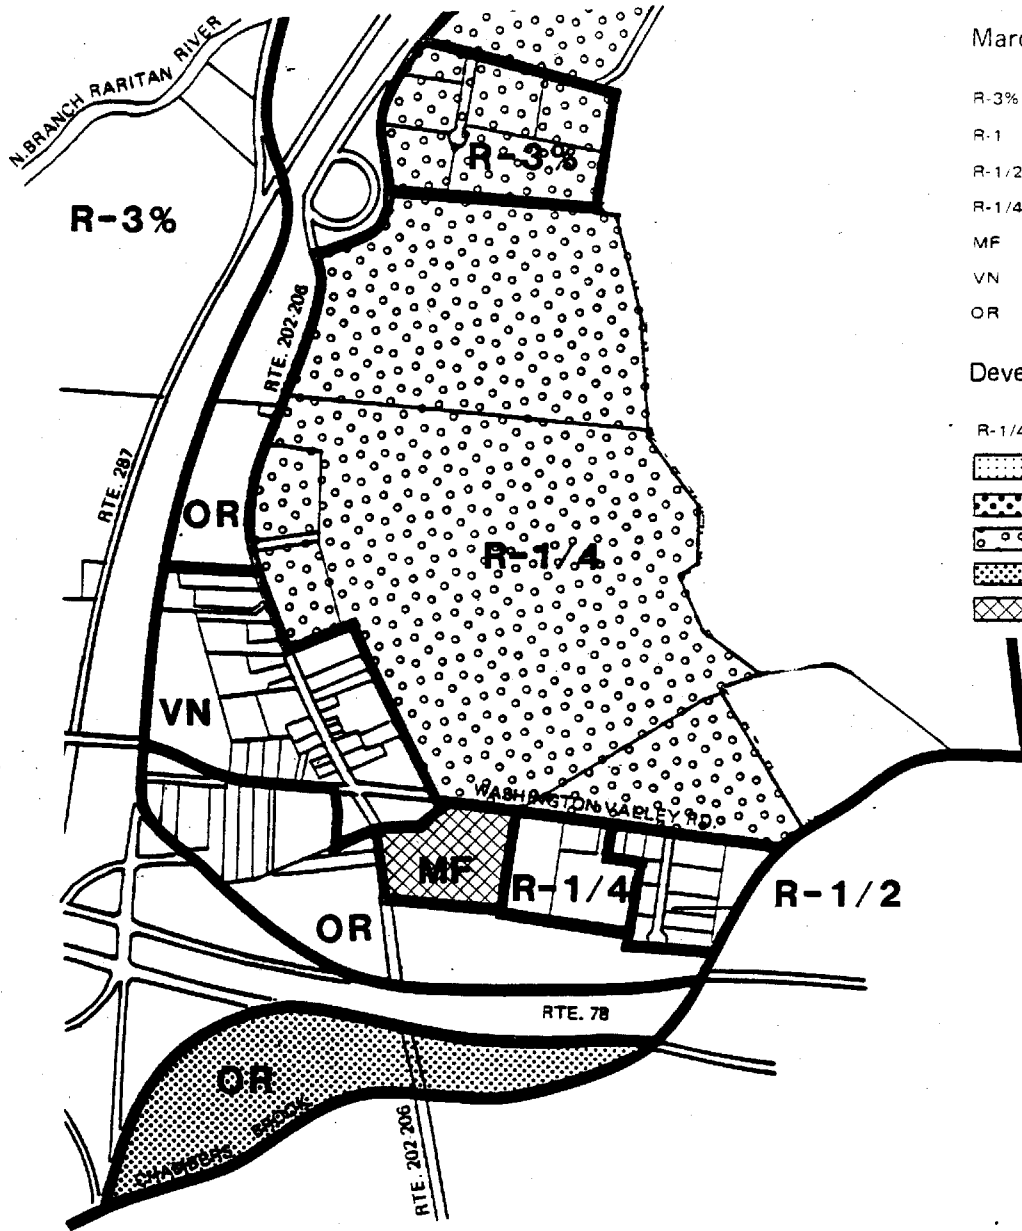 N. BRANCH RARITAN RIVER
R-3%
R-3%
RTE. 202-206
RTE. 287
OR
R-1/4
VN
WASHINGTON VALLEY RD.
MF
R-1/4
R-1/2
OR
RTE. 78
OR
CHAMBERS BROOK
RTE. 202 206
Marc
R-3%
R-1
R-1/2
R-1/4
MF
VN
OR
Deve
R-1/4